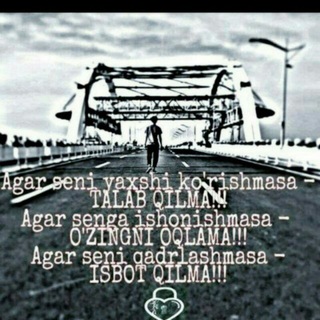 Agar seni yaxshi ko'rishmasa -
TALAB QILMA!!!
Agar senga ishonishmasa -
O'ZINGNI OQLAMA!!!
Agar seni qadrlashmasa -
ISBOT QILMA!!!